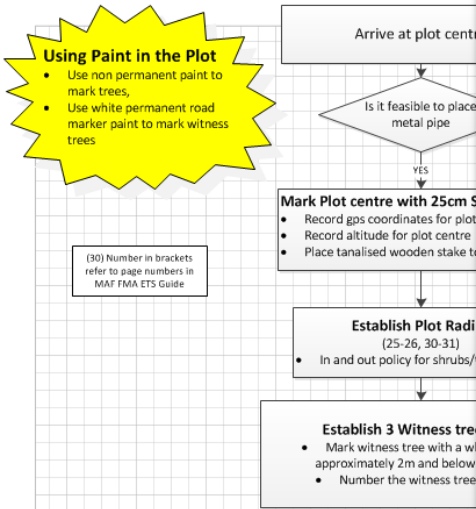 Using Paint in the Plot
• Use non permanent paint to
mark trees,
• Use white permanent road
marker paint to mark witness
trees
(30) Number in brackets
refer to page numbers in
MAF FMA ETS Guide
Arrive at plot centr
Is it feasible to place
metal pipe
YES
Mark Plot centre with 25cm S
• Record gps coordinates for plot
• Record altitude for plot centre
• Place tanalised wooden stake to
Establish Plot Radi
(25-26, 30-31)
• In and out policy for shrubs/
Establish 3 Witness tre
• Mark witness tree with a w
approximately 2m and below
• Number the witness tree